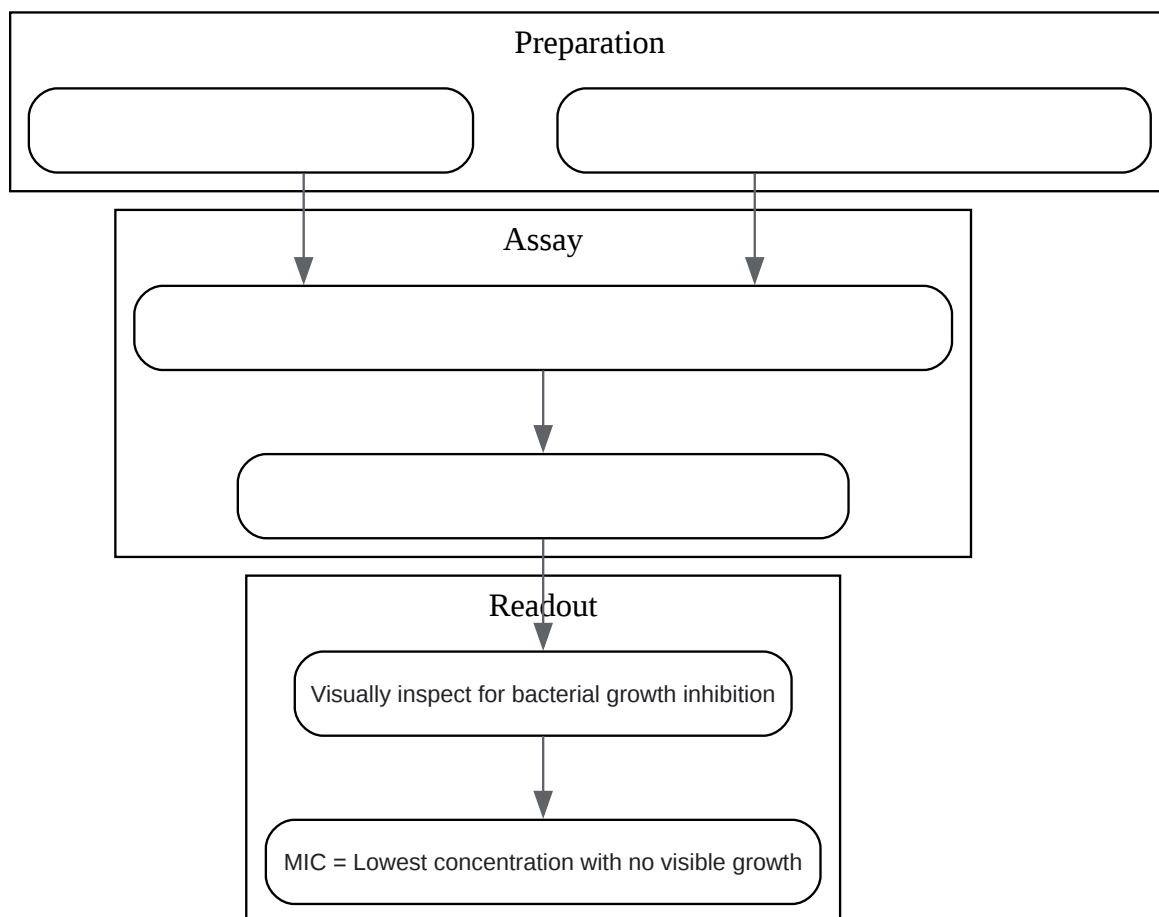 Preparation
Assay
Readout
Visually inspect for bacterial growth inhibition
MIC = Lowest concentration with no visible growth